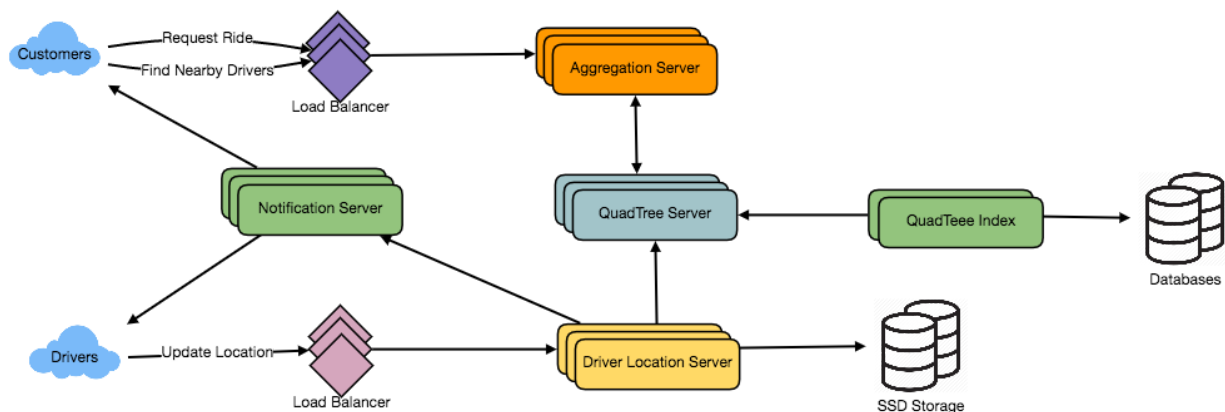 Customers
Request Ride
Find Nearby Drivers
Load Balancer
Aggregation Server
Notification Server
QuadTree Server
QuadTeee Index
Databases
Drivers
Update Location
Load Balancer
Driver Location Server
SSD Storage